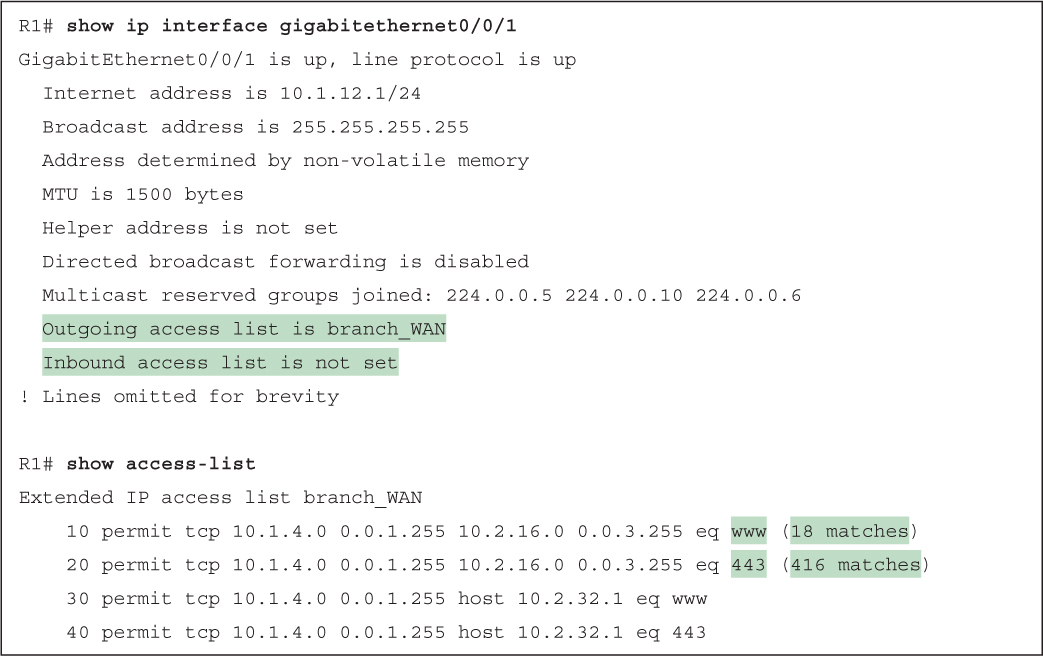 R1# show ip interface gigabitethernet0/0/1
GigabitEthernet0/0/1 is up, line protocol is up
Internet address is 10.1.12.1/24
Broadcast address is 255.255.255.255
Address determined by non-volatile memory
MTU is 1500 bytes
Helper address is not set
Directed broadcast forwarding is disabled
Multicast reserved groups joined: 224.0.0.5 224.0.0.10 224.0.0.6
Outgoing access list is branch_WAN
Inbound access list is not set
! Lines omitted for brevity
R1# show access-list
Extended IP access list branch_WAN
10 permit tcp 10.1.4.0 0.0.1.255 10.2.16.0 0.0.3.255 eq www (18 matches)
20 permit tcp 10.1.4.0 0.0.1.255 10.2.16.0 0.0.3.255 eq 443 (416 matches)
30 permit tcp 10.1.4.0 0.0.1.255 host 10.2.32.1 eq www
40 permit tcp 10.1.4.0 0.0.1.255 host 10.2.32.1 eq 443